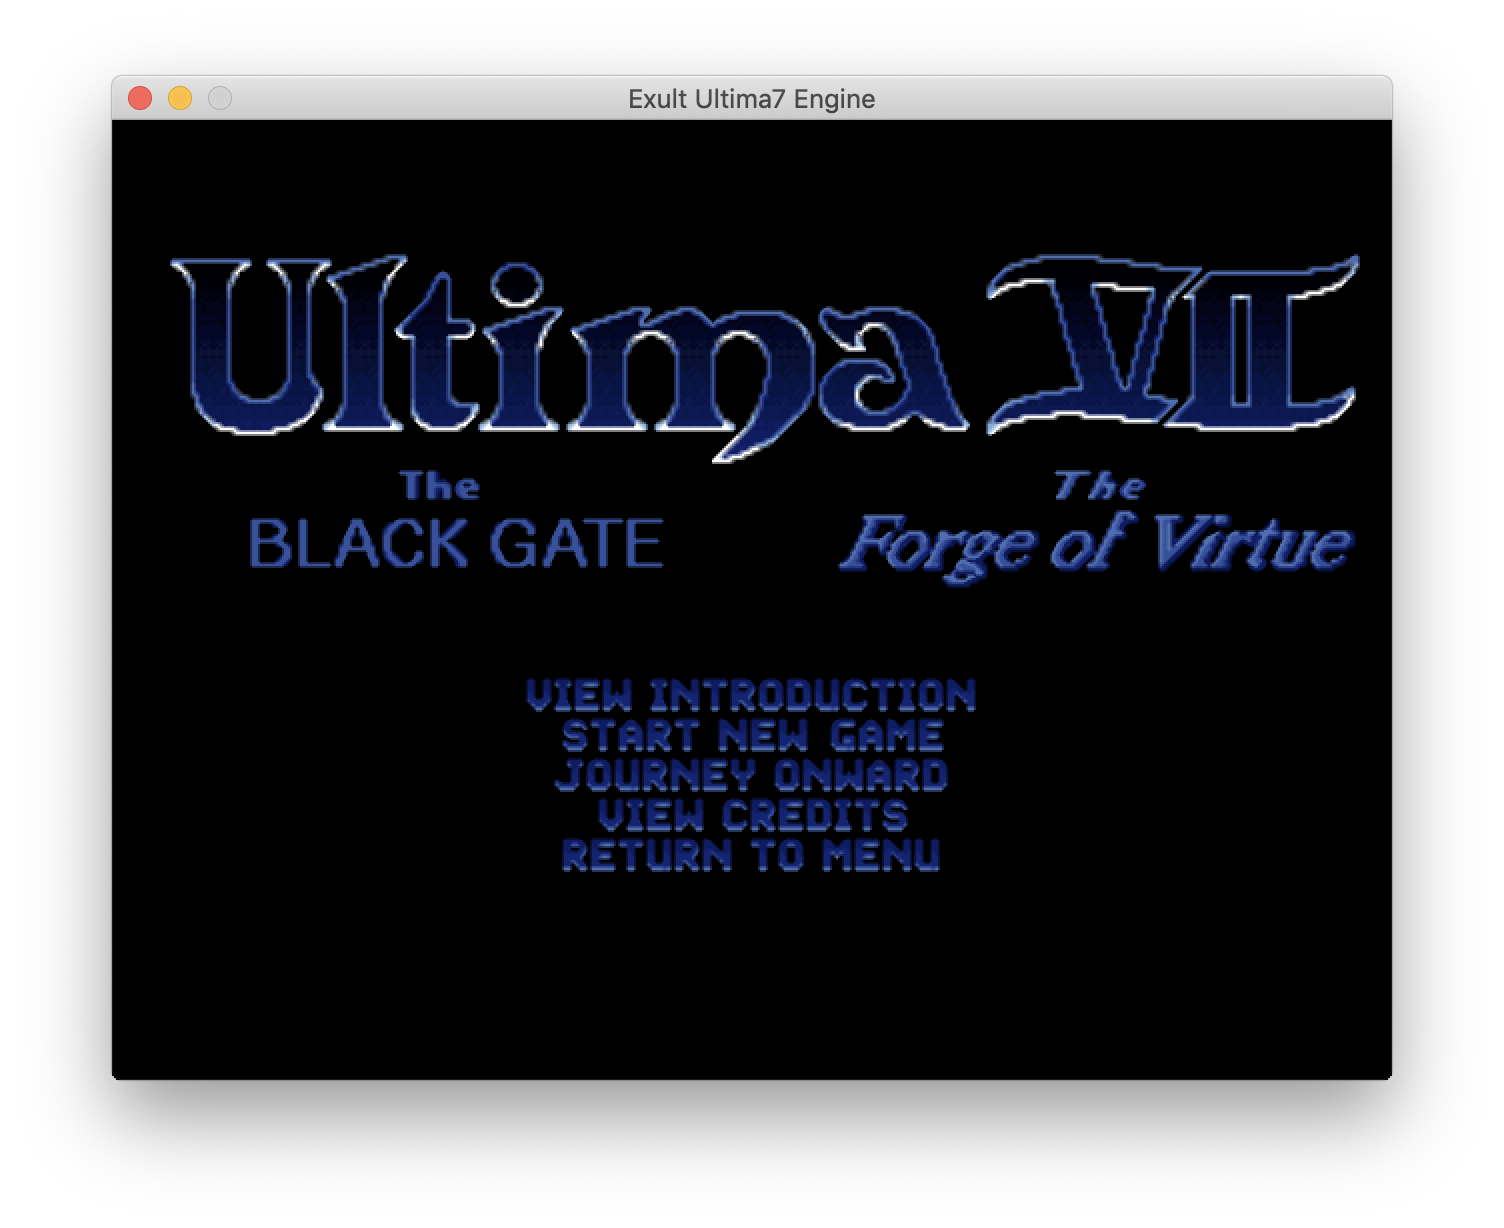 Exult Ultima7 Engine
Ultima VII
The
BLACK GATE
The
Forge of Virtue
VIEW INTRODUCTION
START NEW GAME
JOURNEY ONWARD
VIEW CREDITS
RETURN TO MENU